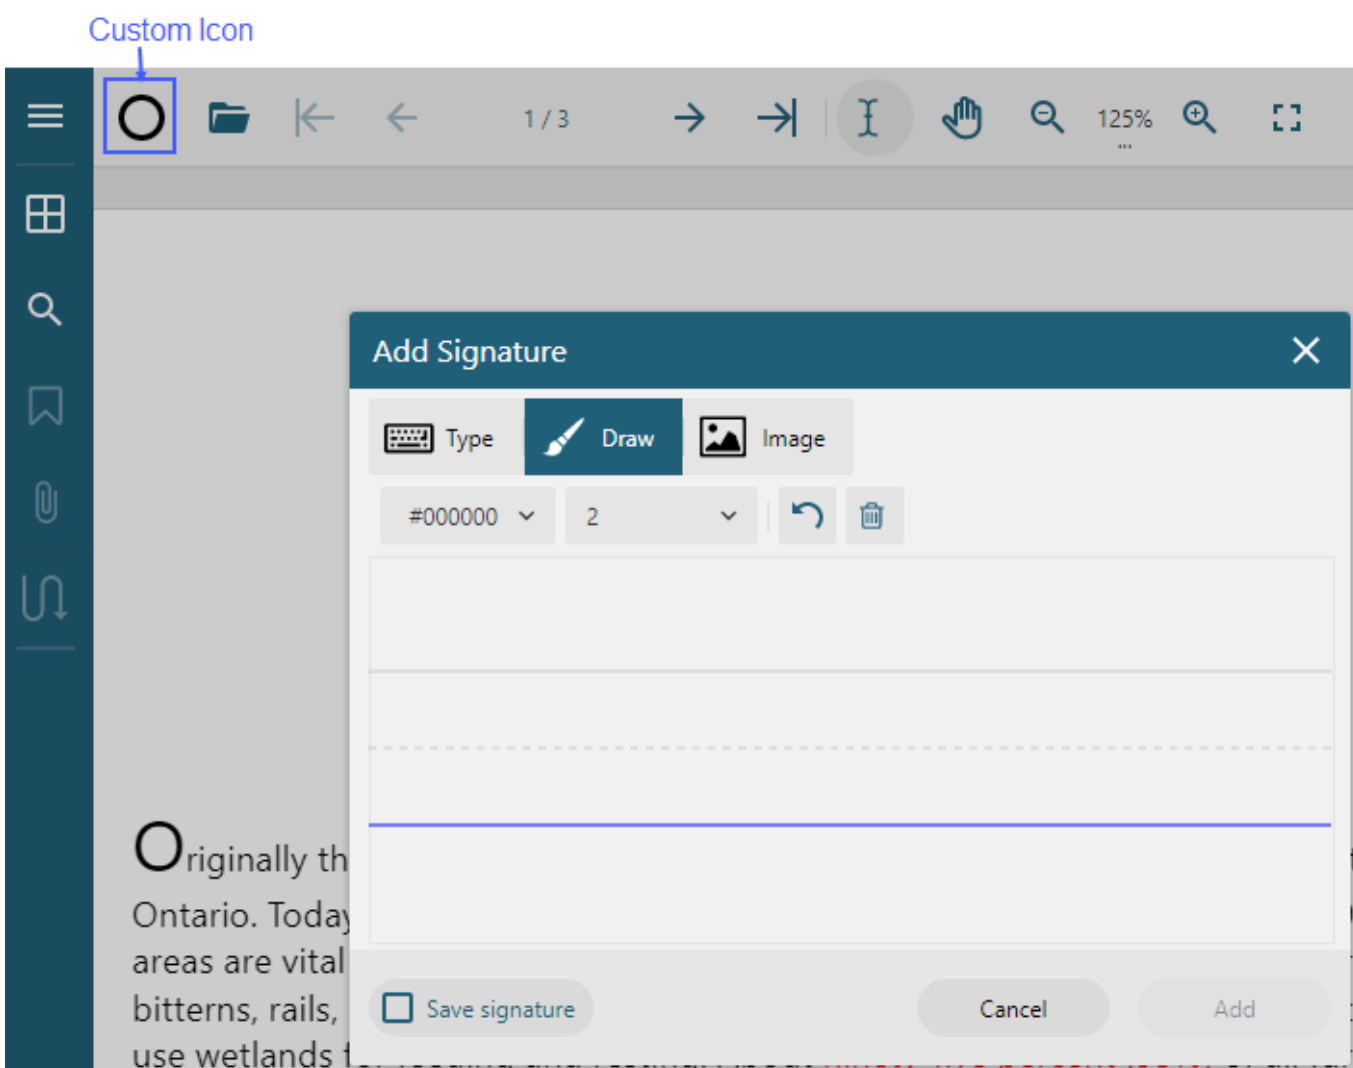 Custom Icon
1 / 3
125%
...
Add Signature
Type
Draw
Image
#000000
2
Originally th
Ontario. Today
areas are vital
bitterns, rails,
use wetlands f
Save signature
Cancel
Add